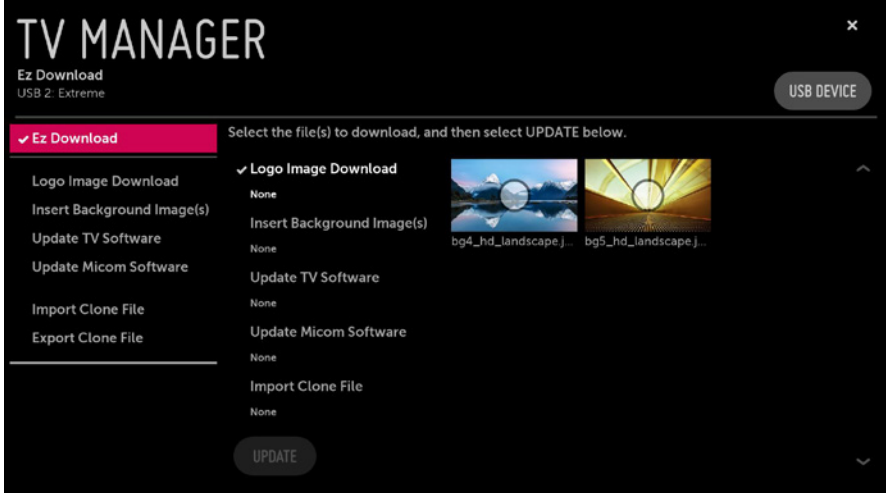 TV MANAGER
Ez Download
USB 2: Extreme
USB DEVICE
Ez Download
Logo Image Download
Insert Background Image(s)
Update TV Software
Update Micom Software
Import Clone File
Export Clone File
Select the file(s) to download, and then select UPDATE below.
Logo Image Download
None
Insert Background Image(s)
None
Update TV Software
None
Update Micom Software
None
Import Clone File
None
bg4_hd_landscape.j...
bg5_hd_landscape.j...
UPDATE